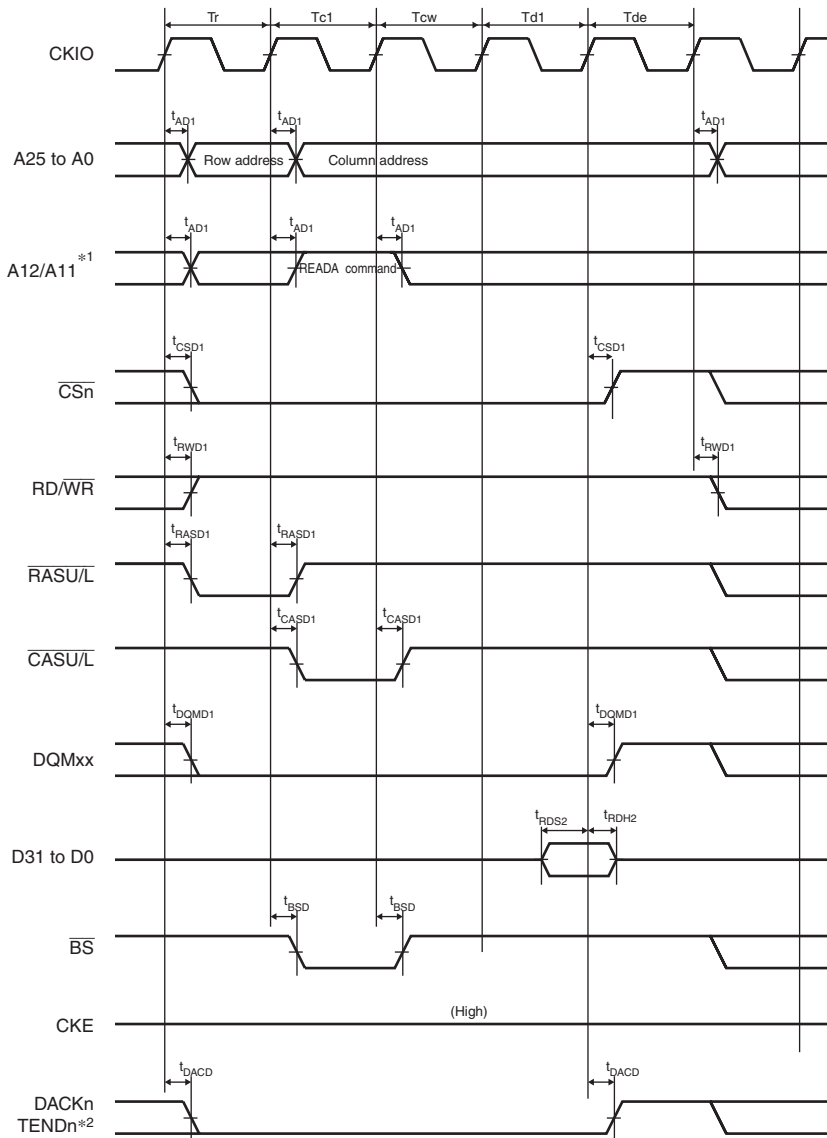 Tr Tc1 Tcw Td1 Tde
CKIO
tAD1 tAD1 tAD1
A25 to A0 Row address Column address
tAD1 tAD1 tAD1
A12/A11*1 READA command
tCSD1 tCSD1
CSn
tRWD1 tRWD1
RD/WR
tRASD1 tRASD1
RASU/L
tCASD1 tCASD1
CASU/L
tDQMD1 tDQMD1
DQMxx
tRDS2 tRDH2
D31 to D0
tBSD tBSD
BS
(High)
CKE
tDACD tDACD
DACKn
TENDn*2